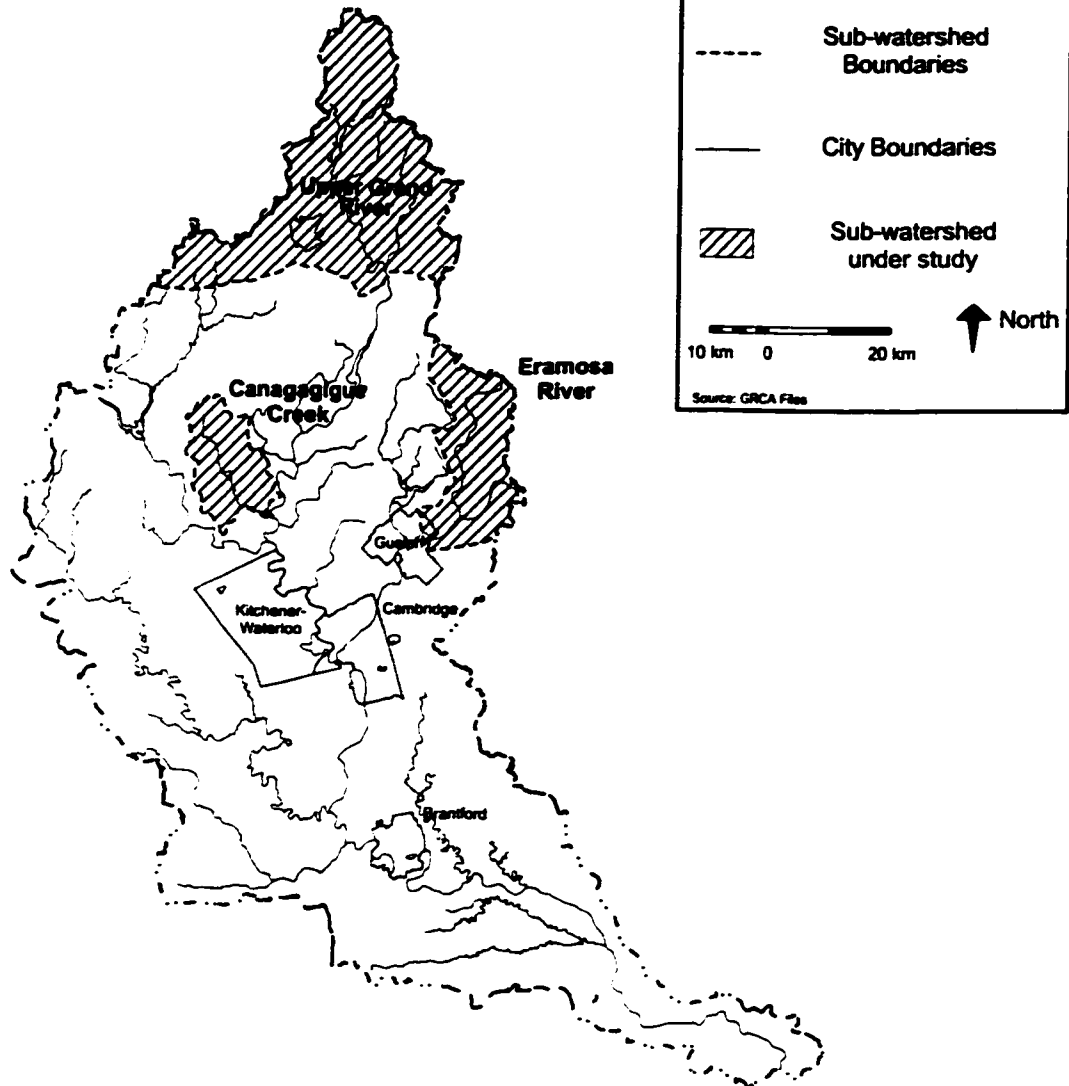 Sub-watershed
Boundaries
City Boundaries
Sub-watershed
under study
North
10 km 0 20 km
Source: GRCA Files
Upper Grand
River
Canagagigue
Creek
Eramosa
River
Guelph
Kitchener-
Waterloo
Cambridge
Brantford